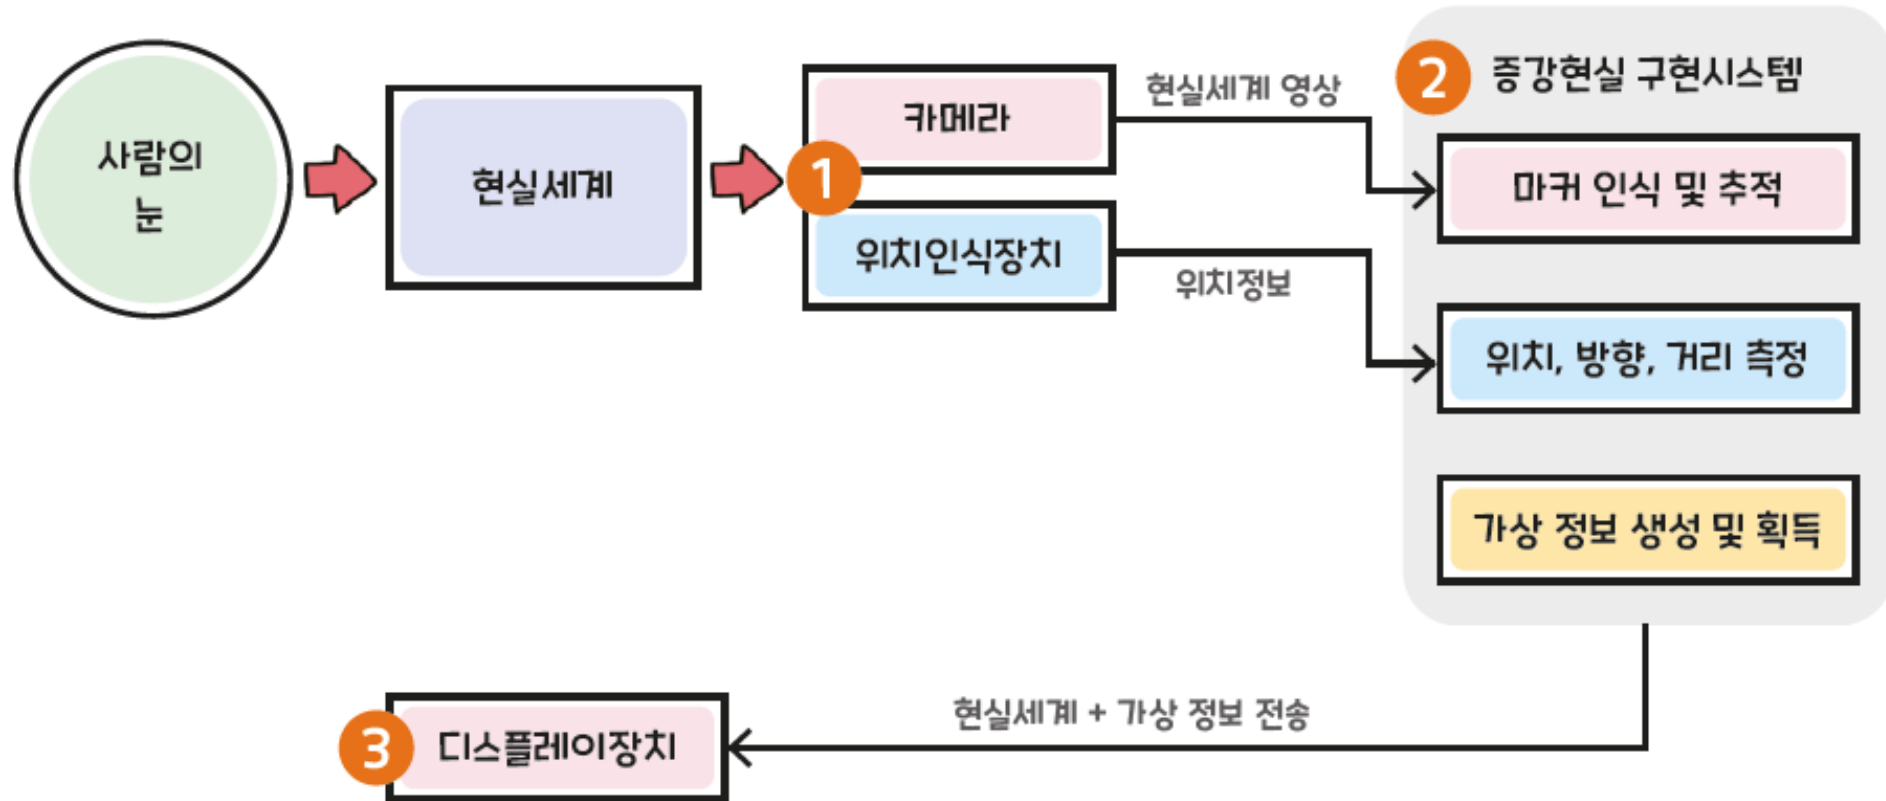 사람의
눈
현실세계
1
카메라
위치인식장치
현실세계 영상
위치정보
2
증강현실 구현시스템
마커 인식 및 추적
위치, 방향, 거리 측정
가상 정보 생성 및 획득
현실세계 + 가상 정보 전송
3
디스플레이장치